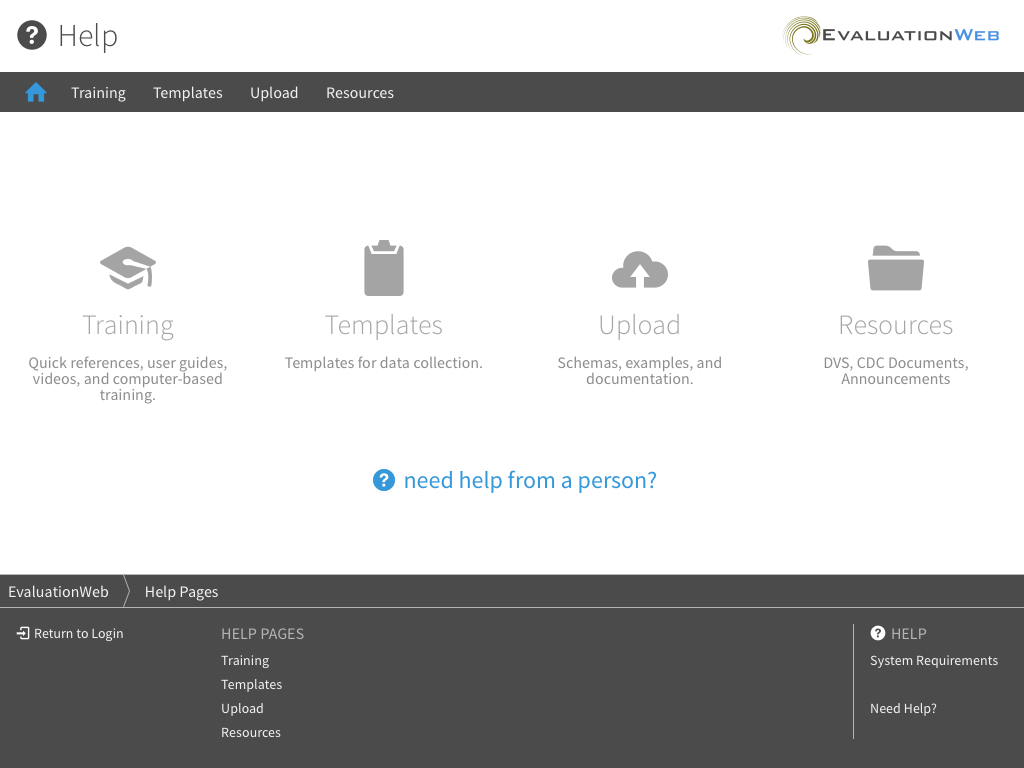 Help
EVALUATIONWEB
Training
Templates
Upload
Resources
Training
Quick references, user guides,
videos, and computer-based
training.
Templates
Templates for data collection.
Upload
Schemas, examples, and
documentation.
Resources
DVS, CDC Documents,
Announcements
need help from a person?
EvaluationWeb
Help Pages
Return to Login
HELP PAGES
Training
Templates
Upload
Resources
HELP
System Requirements
Need Help?